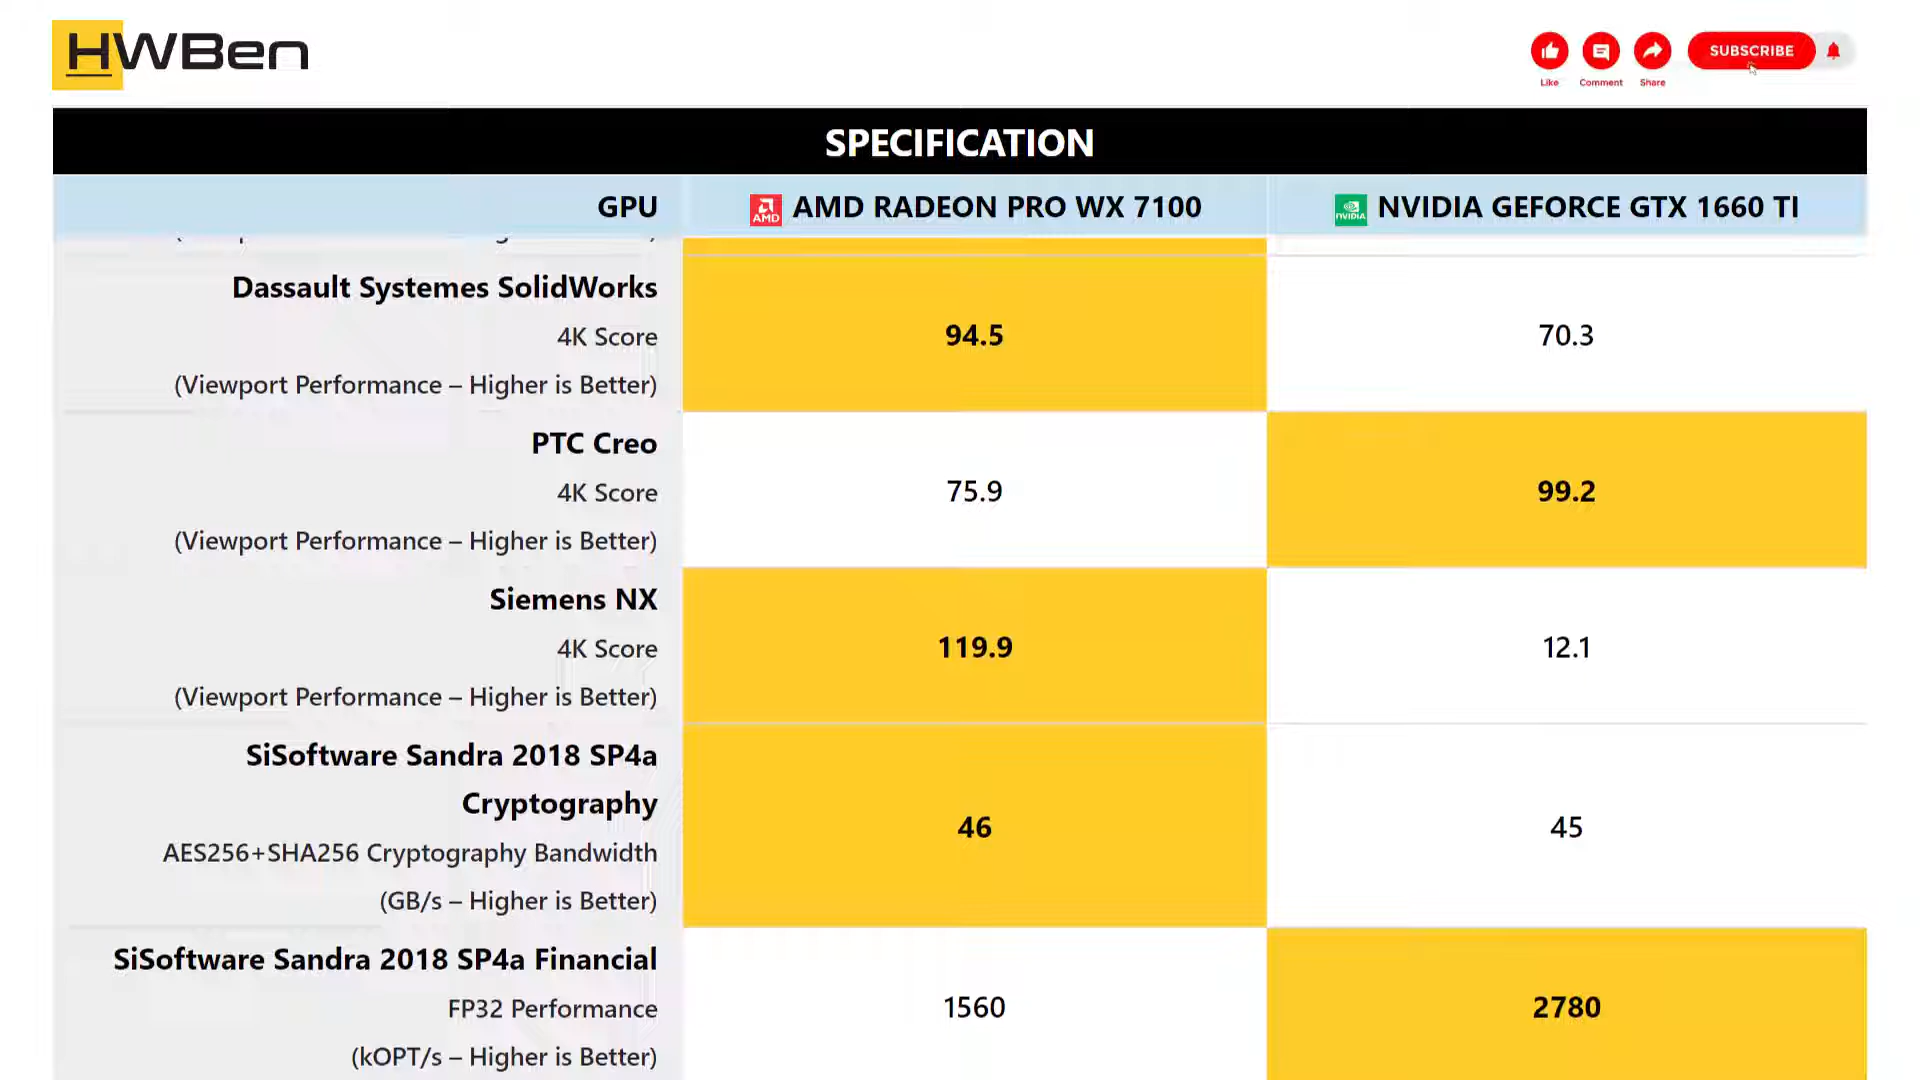 HWBen
Like
Comment
Share
SUBSCRIBE
SPECIFICATION
GPU
AMD
AMD RADEON PRO WX 7100
NVIDIA
NVIDIA GEFORCE GTX 1660 TI
Dassault Systemes SolidWorks
4K Score
(Viewport Performance – Higher is Better)
94.5
70.3
PTC Creo
4K Score
(Viewport Performance – Higher is Better)
75.9
99.2
Siemens NX
4K Score
(Viewport Performance – Higher is Better)
119.9
12.1
SiSoftware Sandra 2018 SP4a
Cryptography
AES256+SHA256 Cryptography Bandwidth
(GB/s – Higher is Better)
46
45
SiSoftware Sandra 2018 SP4a Financial
FP32 Performance
(kOPT/s – Higher is Better)
1560
2780